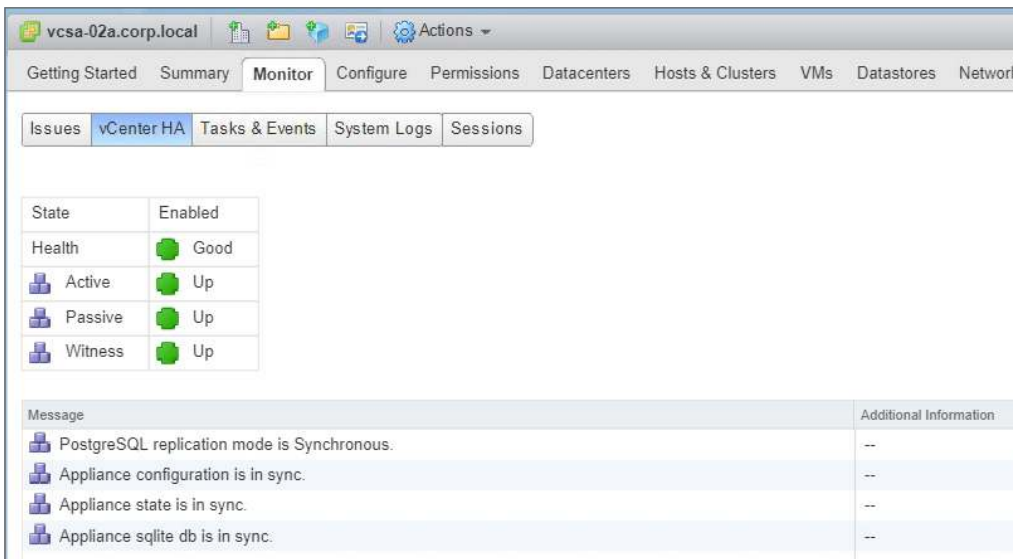 vcsa-02a.corp.local Actions
Getting Started Summary Monitor Configure Permissions Datacenters Hosts & Clusters VMs Datastores Networ
Issues vCenter HA Tasks & Events System Logs Sessions
State Enabled
Health Good
Active Up
Passive Up
Witness Up
Message Additional Information
PostgreSQL replication mode is Synchronous. --
Appliance configuration is in sync. --
Appliance state is in sync. --
Appliance sqlite db is in sync. --